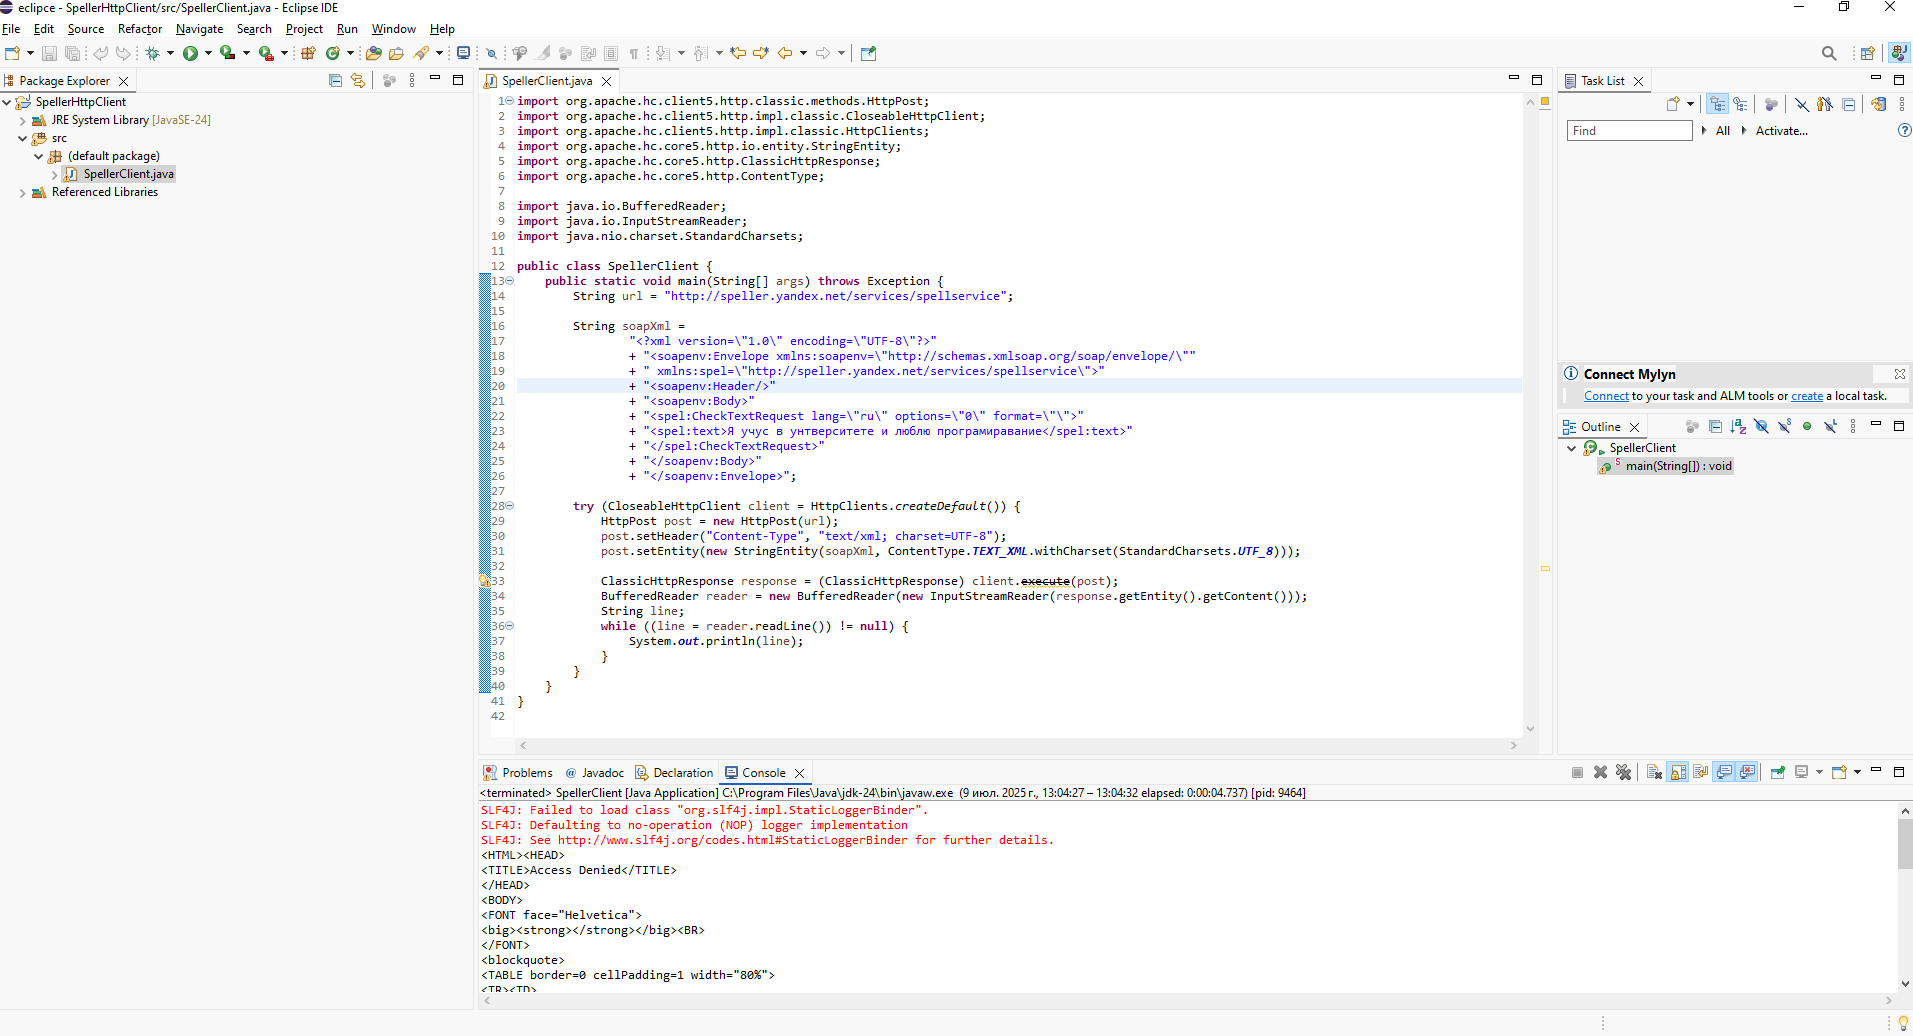 eclipce - SpellerHttpClient/src/SpellerClient.java - Eclipse IDE
File Edit Source Refactor Navigate Search Project Run Window Help
Package Explorer
SpellerHttpClient
JRE System Library [JavaSE-24]
src
(default package)
SpellerClient.java
Referenced Libraries
SpellerClient.java
1 import org.apache.hc.client5.http.classic.methods.HttpPost;
2 import org.apache.hc.client5.http.impl.classic.CloseableHttpClient;
3 import org.apache.hc.client5.http.impl.classic.HttpClients;
4 import org.apache.hc.core5.http.io.entity.StringEntity;
5 import org.apache.hc.core5.http.ClassicHttpResponse;
6 import org.apache.hc.core5.http.ContentType;
7
8 import java.io.BufferedReader;
9 import java.io.InputStreamReader;
10 import java.nio.charset.StandardCharsets;
11
12 public class SpellerClient {
13 public static void main(String[] args) throws Exception {
14 String url = "http://speller.yandex.net/services/spellservice";
15
16 String soapXml =
17 "<?xml version=\"1.0\" encoding=\"UTF-8\"?>"
18 + "<soapenv:Envelope xmlns:soapenv=\"http://schemas.xmlsoap.org/soap/envelope/\""
19 + " xmlns:spel=\"http://speller.yandex.net/services/spellservice\">"
20 + "<soapenv:Header/>"
21 + "<soapenv:Body>"
22 + "<spel:CheckTextRequest lang=\"ru\" options=\"0\" format=\"\">"
23 + "<spel:text>Я учус в унтверситете и люблю програмиравание</spel:text>"
24 + "</spel:CheckTextRequest>"
25 + "</soapenv:Body>"
26 + "</soapenv:Envelope>";
27
28 try (CloseableHttpClient client = HttpClients.createDefault()) {
29 HttpPost post = new HttpPost(url);
30 post.setHeader("Content-Type", "text/xml; charset=UTF-8");
31 post.setEntity(new StringEntity(soapXml, ContentType.TEXT_XML.withCharset(StandardCharsets.UTF_8)));
32
33 ClassicHttpResponse response = (ClassicHttpResponse) client.execute(post);
34 BufferedReader reader = new BufferedReader(new InputStreamReader(response.getEntity().getContent()));
35 String line;
36 while ((line = reader.readLine()) != null) {
37 System.out.println(line);
38 }
39 }
40 }
41 }
42
Task List
Find All Activate...
Connect Mylyn
Connect to your task and ALM tools or create a local task.
Outline
SpellerClient
main(String[]) : void
Problems @ Javadoc Declaration Console
<terminated> SpellerClient [Java Application] C:\Program Files\Java\jdk-24\bin\javaw.exe (9 июл. 2025 г., 13:04:27 – 13:04:32 elapsed: 0:00:04.737) [pid: 9464]
SLF4J: Failed to load class "org.slf4j.impl.StaticLoggerBinder".
SLF4J: Defaulting to no-operation (NOP) logger implementation
SLF4J: See http://www.slf4j.org/codes.html#StaticLoggerBinder for further details.
<HTML><HEAD>
<TITLE>Access Denied</TITLE>
</HEAD>
<BODY>
<FONT face="Helvetica">
<big><strong></strong></big><BR>
</FONT>
<blockquote>
<TABLE border=0 cellPadding=1 width="80%">
<TR><TD>